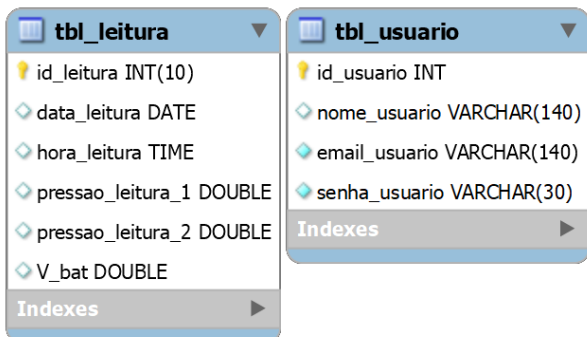 tbl_leitura
id_leitura INT(10)
data_leitura DATE
hora_leitura TIME
pressao_leitura_1 DOUBLE
pressao_leitura_2 DOUBLE
V_bat DOUBLE
Indexes
tbl_usuario
id_usuario INT
nome_usuario VARCHAR(140)
email_usuario VARCHAR(140)
senha_usuario VARCHAR(30)
Indexes